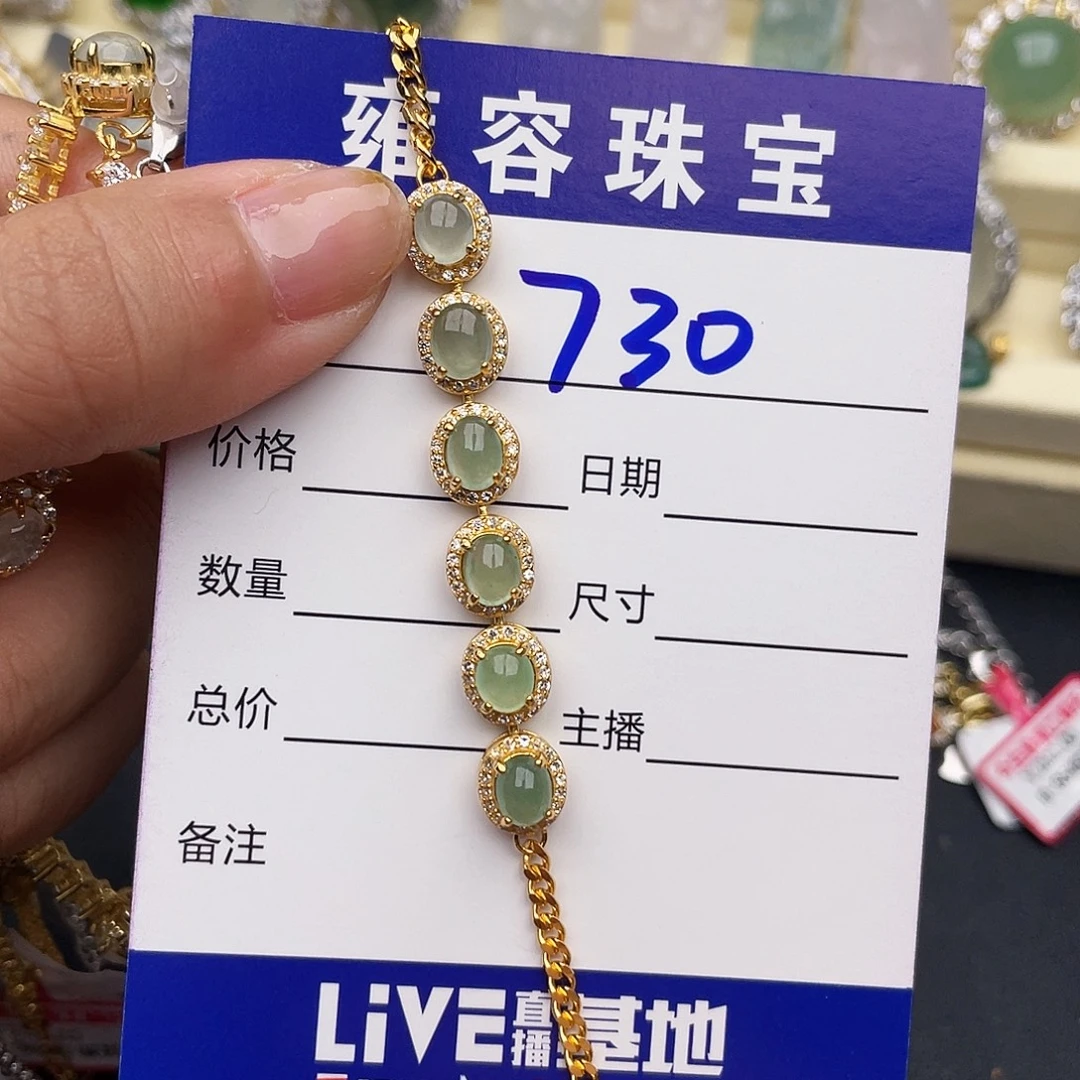 雍容珠宝
730
价格 日期
数量 尺寸
总价 主播
备注
LiVE直播基地